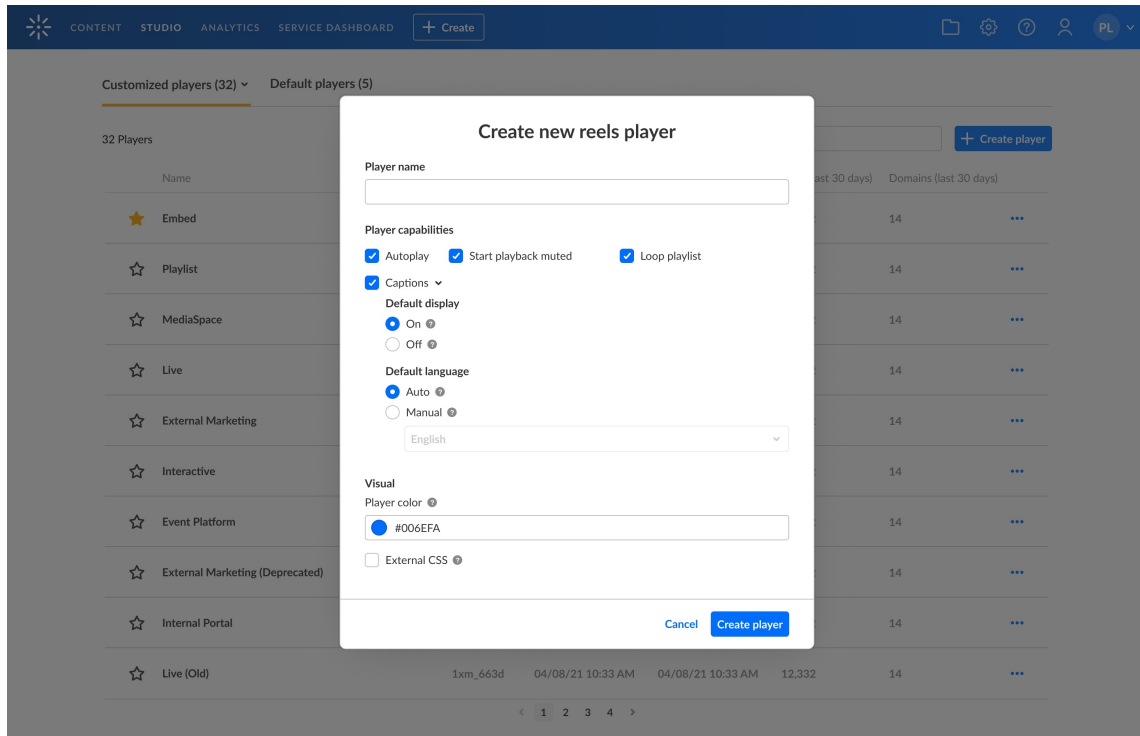 CONTENT STUDIO ANALYTICS SERVICE DASHBOARD + Create PL
Customized players (32) Default players (5)
32 Players
+ Create player
Name ast 30 days) Domains (last 30 days)
Create new reels player
Player name
Player capabilities
Autoplay Start playback muted Loop playlist
Captions
Default display
On
Off
Default language
Auto
Manual
English
Visual
Player color
#006EFA
External CSS
Cancel Create player
Embed 14
Playlist 14
MediaSpace 14
Live 14
External Marketing 14
Interactive 14
Event Platform 14
External Marketing (Deprecated) 14
Internal Portal 14
Live (Old) 1xm_663d 04/08/21 10:33 AM 04/08/21 10:33 AM 12,332 14
< 1 2 3 4 >